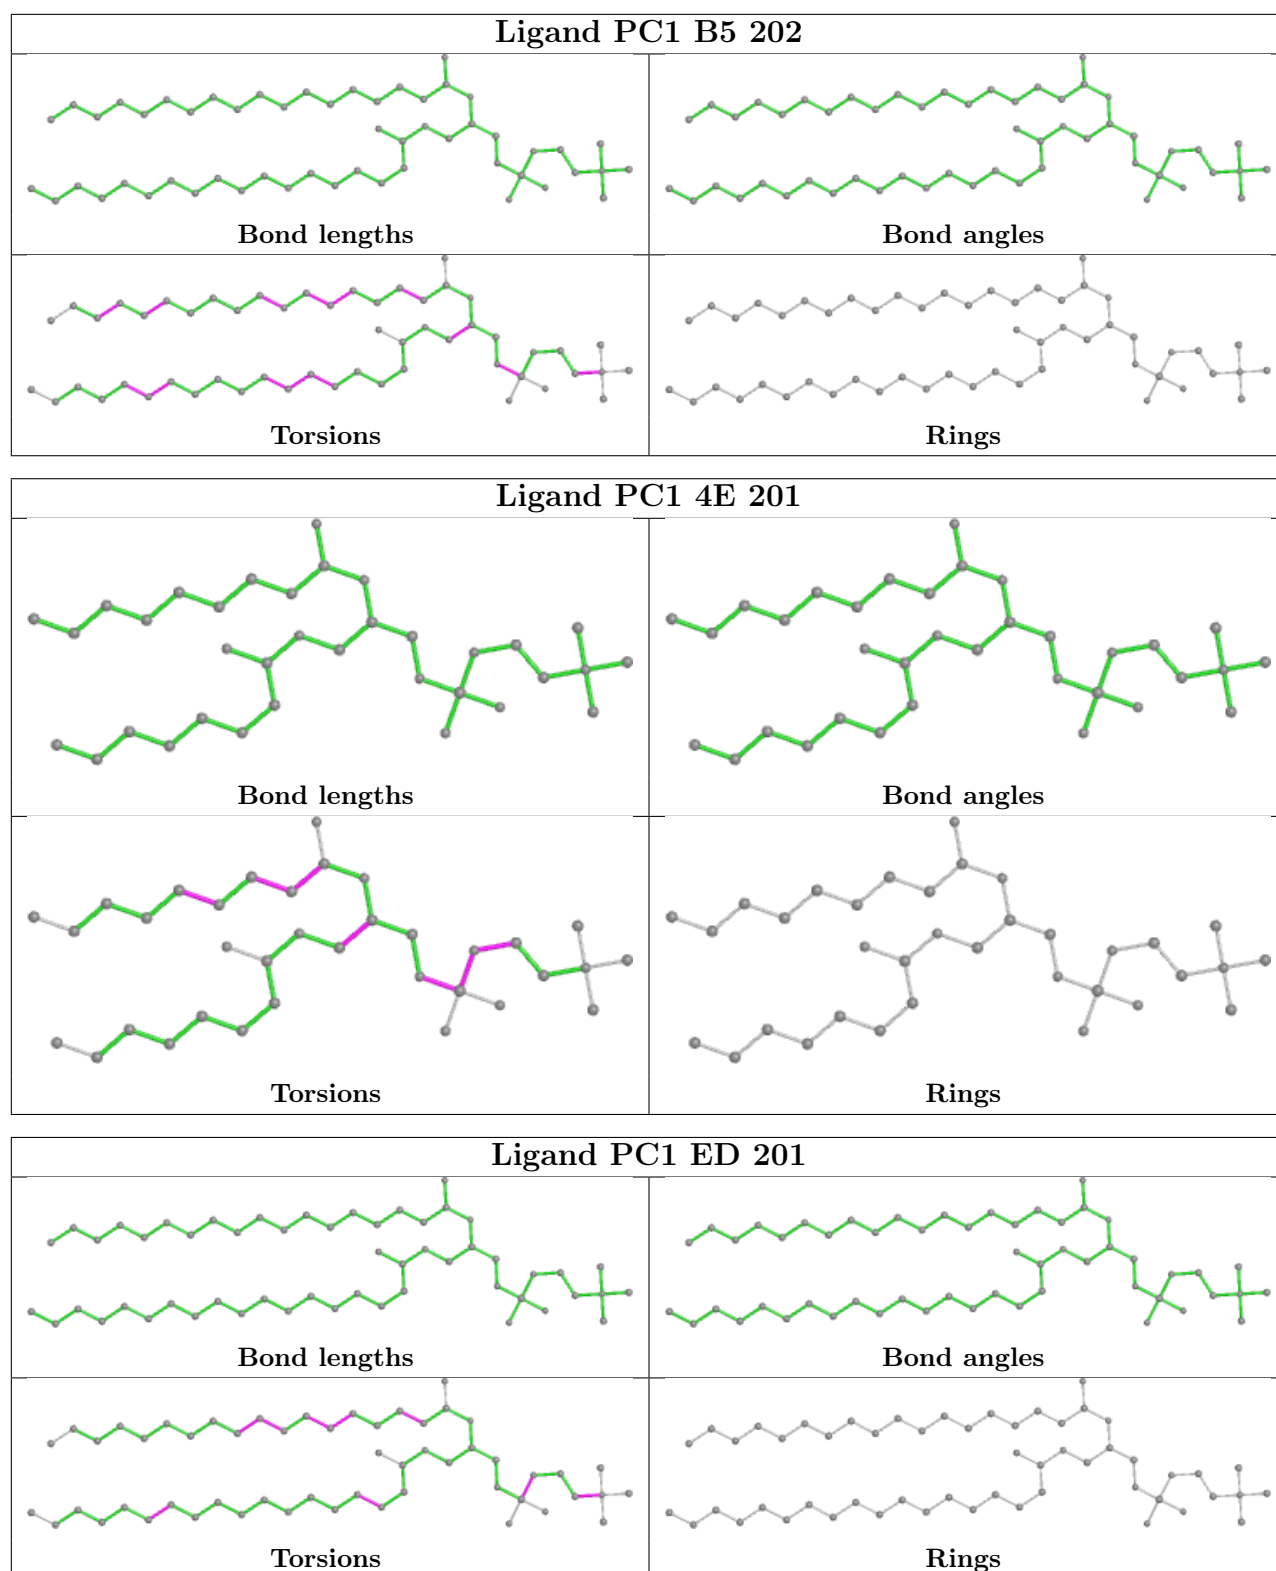 Ligand PC1 B5 202
Bond lengths
Bond angles
Torsions
Rings
Ligand PC1 4E 201
Bond lengths
Bond angles
Torsions
Rings
Ligand PC1 ED 201
Bond lengths
Bond angles
Torsions
Rings